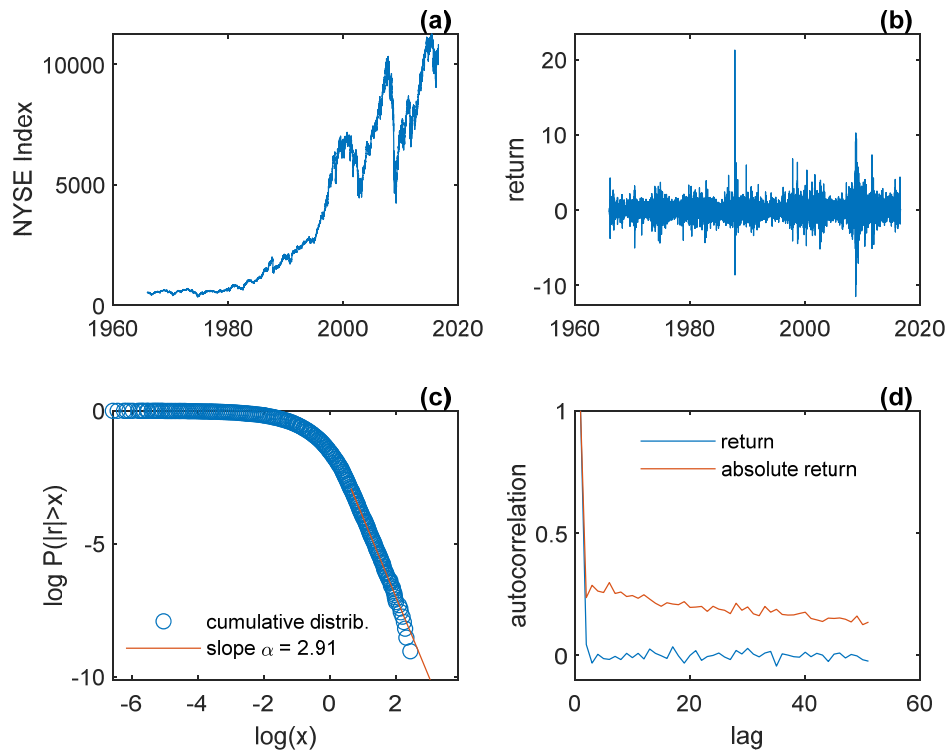 (a)
NYSE Index
10000
5000
0
1960
1980
2000
2020
(b)
return
20
10
0
-10
1960
1980
2000
2020
(c)
log P(|r|>x)
0
-5
-10
cumulative distrib.
slope α = 2.91
-6
-4
-2
0
2
log(x)
(d)
autocorrelation
1
0.5
0
return
absolute return
0
20
40
60
lag